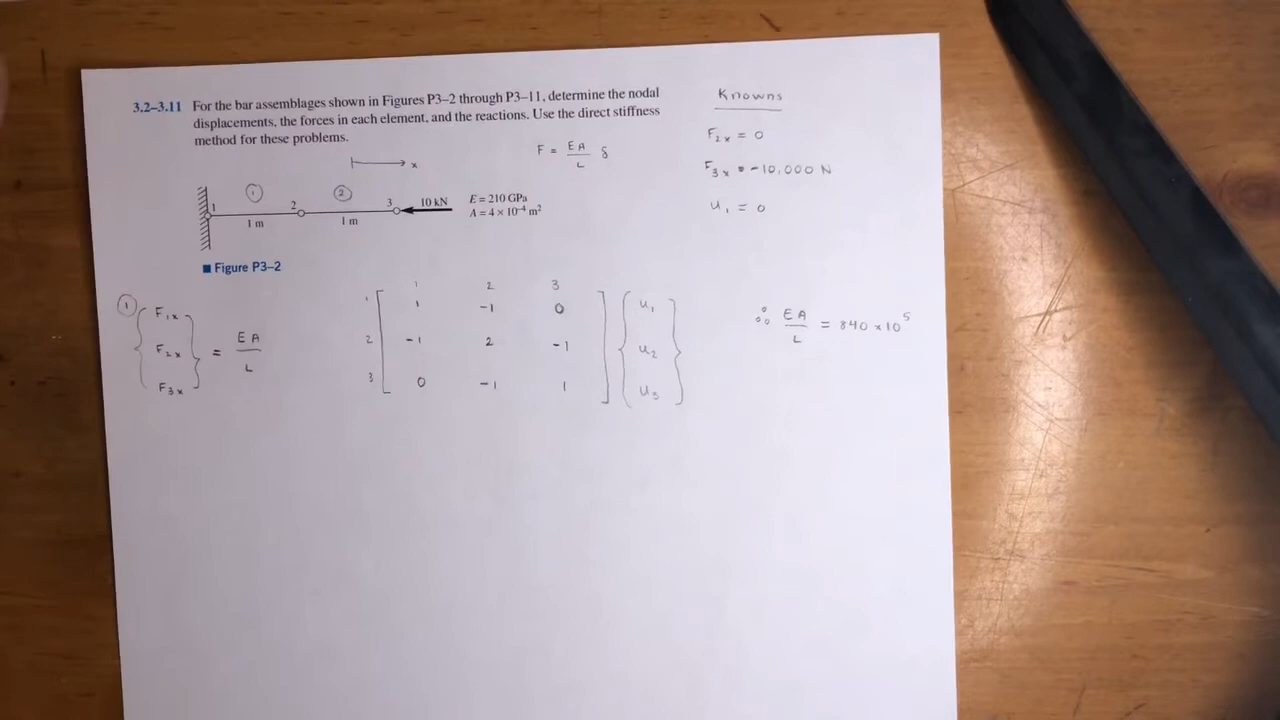 3.2–3.11 For the bar assemblages shown in Figures P3–2 through P3–11, determine the nodal
displacements, the forces in each element, and the reactions. Use the direct stiffness
method for these problems.
Knowns
F = EA/L δ
F2x = 0
F3x = -10,000 N
u1 = 0
x
1 2
1 2 3 10 kN
1 m 1 m
E = 210 GPa
A = 4 × 10⁻⁴ m²
■ Figure P3–2
1
1 2 3
F1x 1 1 -1 0 u1
F2x = EA/L 2 -1 2 -1 u2
F3x 3 0 -1 1 u3
∴ EA/L = 840 × 10⁵